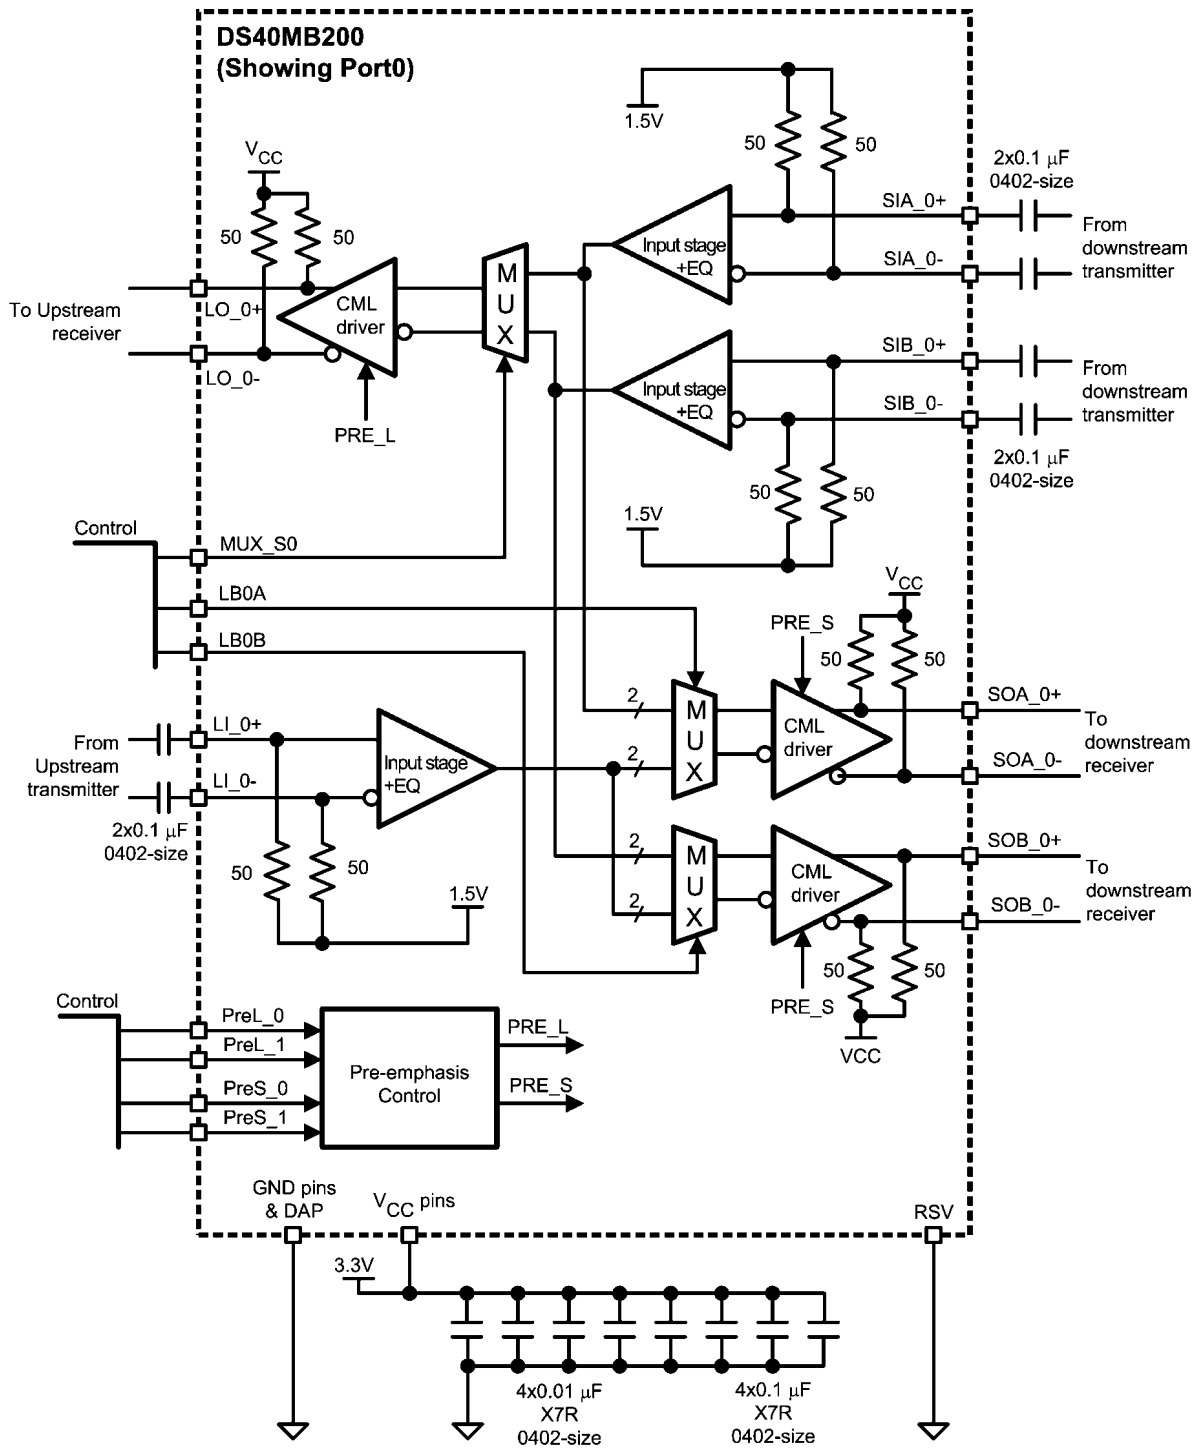 DS40MB200
(Showing Port0)
1.5V
50
50
VCC
50
50
2x0.1 µF
0402-size
SIA_0+
SIA_0-
From
downstream
transmitter
Input stage
+EQ
MUX
CML
driver
To Upstream
receiver
LO_0+
LO_0-
PRE_L
SIB_0+
SIB_0-
From
downstream
transmitter
Input stage
+EQ
2x0.1 µF
0402-size
50
50
1.5V
Control
MUX_S0
LB0A
LB0B
VCC
PRE_S
50
50
2
2
MUX
CML
driver
SOA_0+
SOA_0-
To
downstream
receiver
LI_0+
LI_0-
From
Upstream
transmitter
Input stage
+EQ
2x0.1 µF
0402-size
50
50
1.5V
2
2
MUX
CML
driver
SOB_0+
SOB_0-
To
downstream
receiver
PRE_S
50
50
VCC
Control
PreL_0
PreL_1
PreS_0
PreS_1
Pre-emphasis
Control
PRE_L
PRE_S
GND pins
& DAP
VCC pins
RSV
3.3V
4x0.01 µF
X7R
0402-size
4x0.1 µF
X7R
0402-size